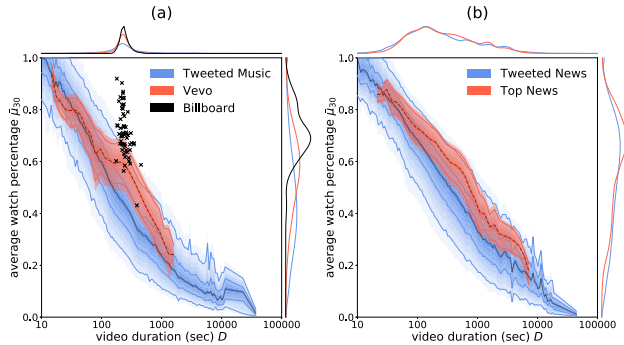 (a)
Tweeted Music
Vevo
Billboard
average watch percentage μ̄₃₀
1.0
0.8
0.6
0.4
0.2
0.0
10
100
1000
10000
100000
video duration (sec) D
(b)
Tweeted News
Top News
average watch percentage μ̄₃₀
1.0
0.8
0.6
0.4
0.2
0.0
10
100
1000
10000
100000
video duration (sec) D